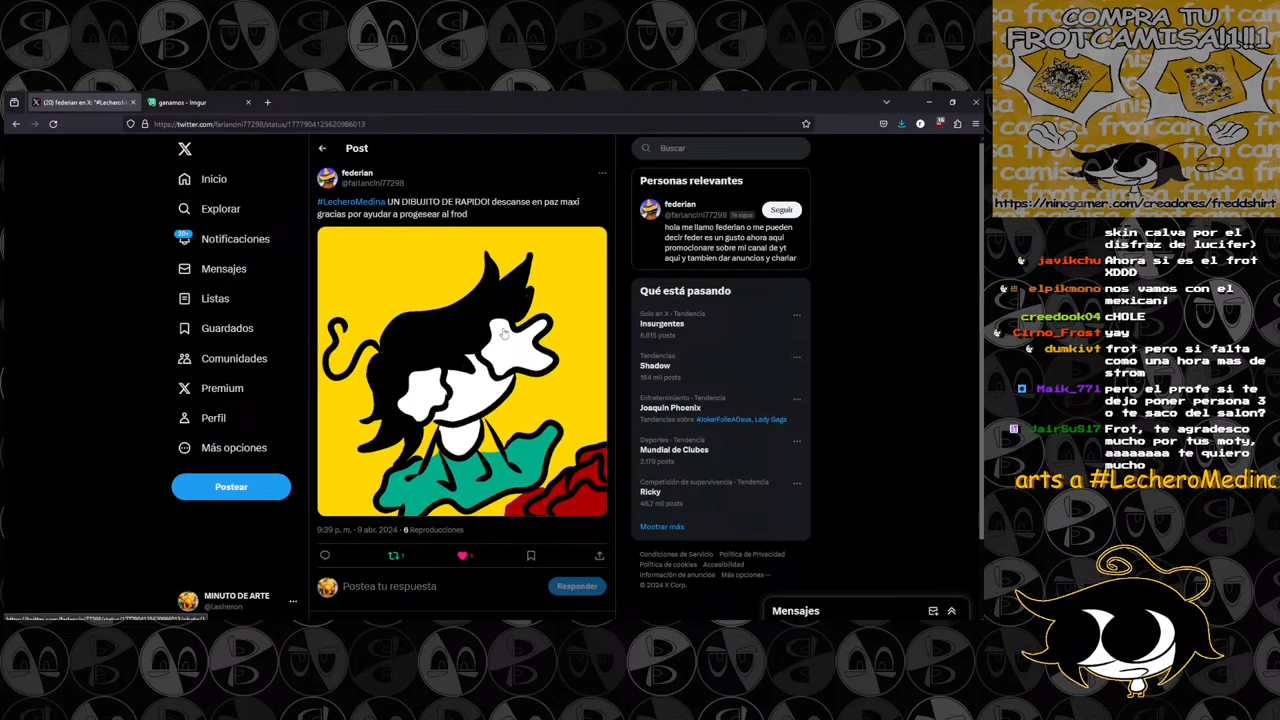 COMPRA TU
FROTCAMISA!1!!1
https://ninogamer.com/creadores/freddshirt
(20) federian en X: "#LecheroM
ganamos - Imgur
https://twitter.com/farlancini77298/status/1777904125620986013
Inicio
Explorar
20+
Notificaciones
Mensajes
Listas
Guardados
Comunidades
Premium
Perfil
Más opciones
Postear
MINUTO DE ARTE
@lasheron
Post
federian
@farlancini77298
#LecheroMedina UN DIBUJITO DE RAPIDO! descanse en paz maxi
gracias por ayudar a progesear al frod
9:39 p. m. · 9 abr. 2024 · 6 Reproducciones
1
1
Postea tu respuesta
Responder
Buscar
Personas relevantes
federian
@farlancini77298 Te sigue
Seguir
hola me llamo federian o me pueden
decir feder es un gusto ahora aqui
promocionare sobre mi canal de yt
aqui y tambien dar anuncios y charlar
Qué está pasando
Solo en X · Tendencia
Insurgentes
6.615 posts
Tendencias
Shadow
164 mil posts
Entretenimiento · Tendencia
Joaquin Phoenix
Tendencias sobre #JokerFolieADeux, Lady Gaga
Deportes · Tendencia
Mundial de Clubes
2.179 posts
Competición de supervivencia · Tendencia
Ricky
46,7 mil posts
Mostrar más
Condiciones de Servicio Política de Privacidad
Política de cookies Accesibilidad
Información de anuncios Más opciones
© 2024 X Corp.
Mensajes
skin calva por el
disfraz de lucifer)
javikchu Ahora si es el frot
XDDD
elpikmono nos vamos con el
mexican¡
creedook04 cHOLE
Cirno_Frost yay
dumkivt frot pero si falta
como una hora mas de
strom
Maik_771 pero el profe si te
dejo poner persona 3
o te saco del salon?
JairSuS17 Frot, te agradesco
mucho por tus moty,
aaaaaaaa te quiero
mucho
arts a #LecheroMedina